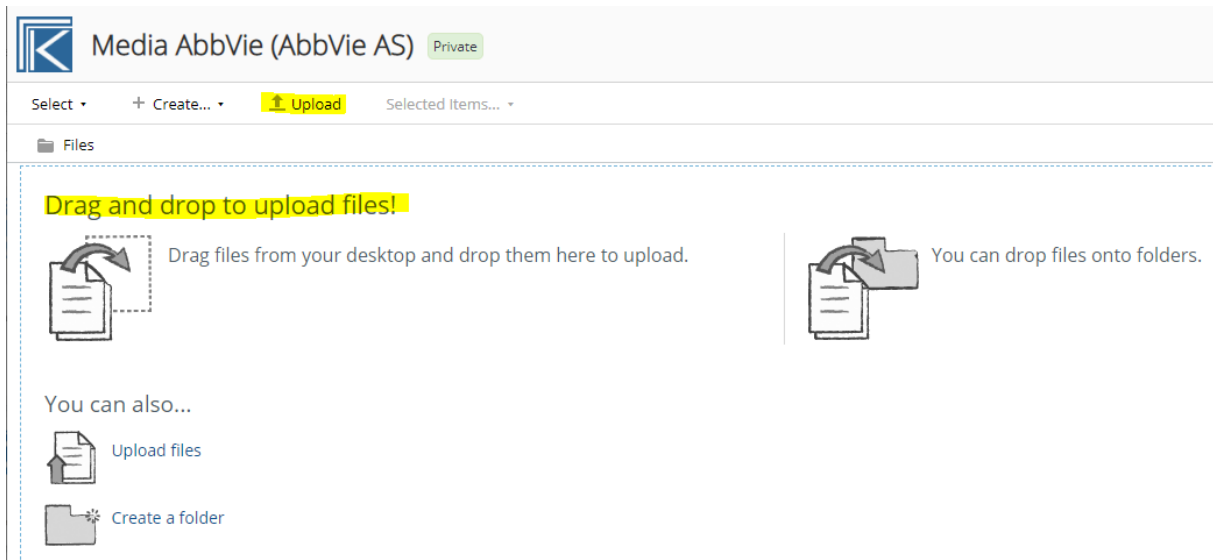 Media AbbVie (AbbVie AS) Private
Select + Create... Upload Selected Items...
Files
Drag and drop to upload files!
Drag files from your desktop and drop them here to upload.
You can drop files onto folders.
You can also...
Upload files
Create a folder